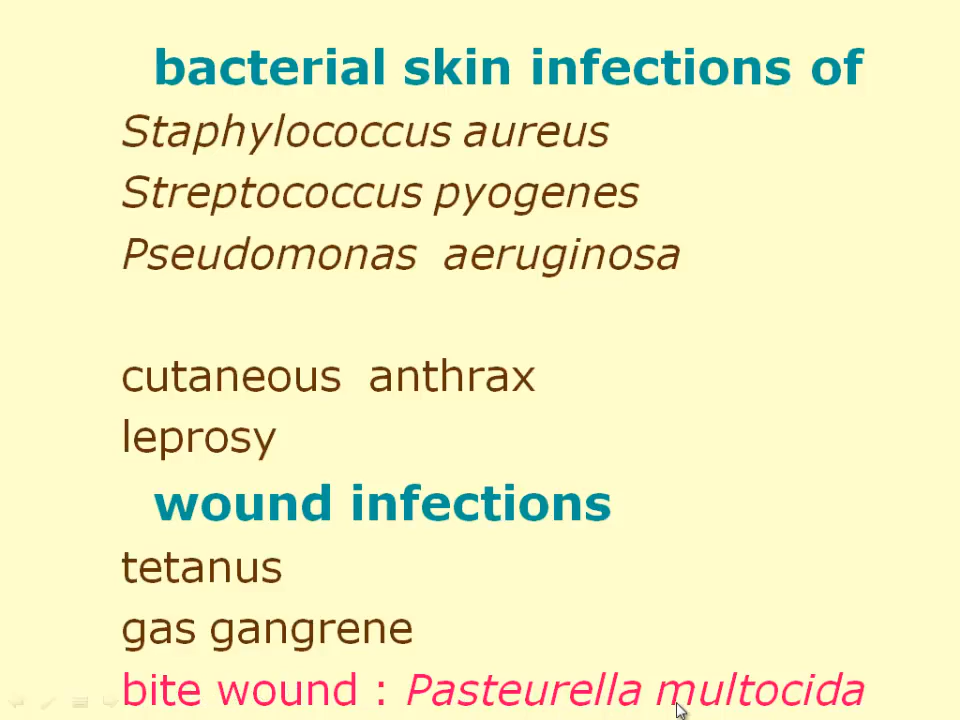 bacterial skin infections of
Staphylococcus aureus
Streptococcus pyogenes
Pseudomonas aeruginosa
cutaneous anthrax
leprosy
wound infections
tetanus
gas gangrene
bite wound : Pasteurella multocida